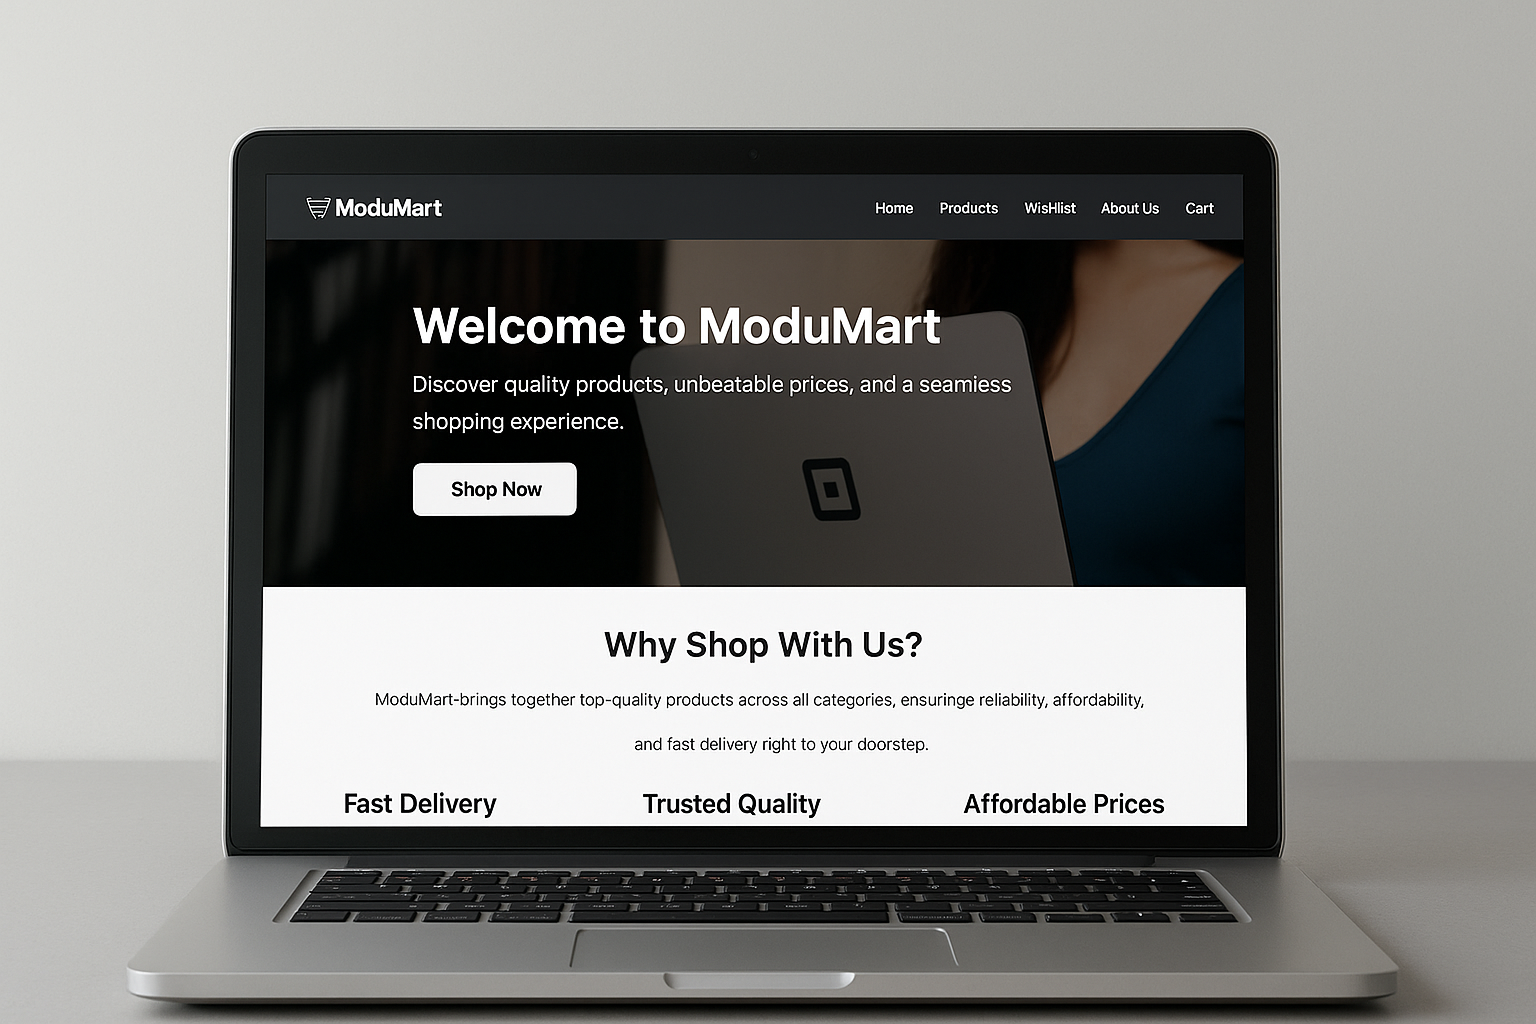 ModuMart
Home Products WisHlist About Us Cart
Welcome to ModuMart
Discover quality products, unbeatable prices, and a seamiess
shopping experience.
Shop Now
Why Shop With Us?
ModuMart-brings together top-quality products across all categories, ensuringe reliability, affordability,
and fast delivery right to your doorstep.
Fast Delivery Trusted Quality Affordable Prices